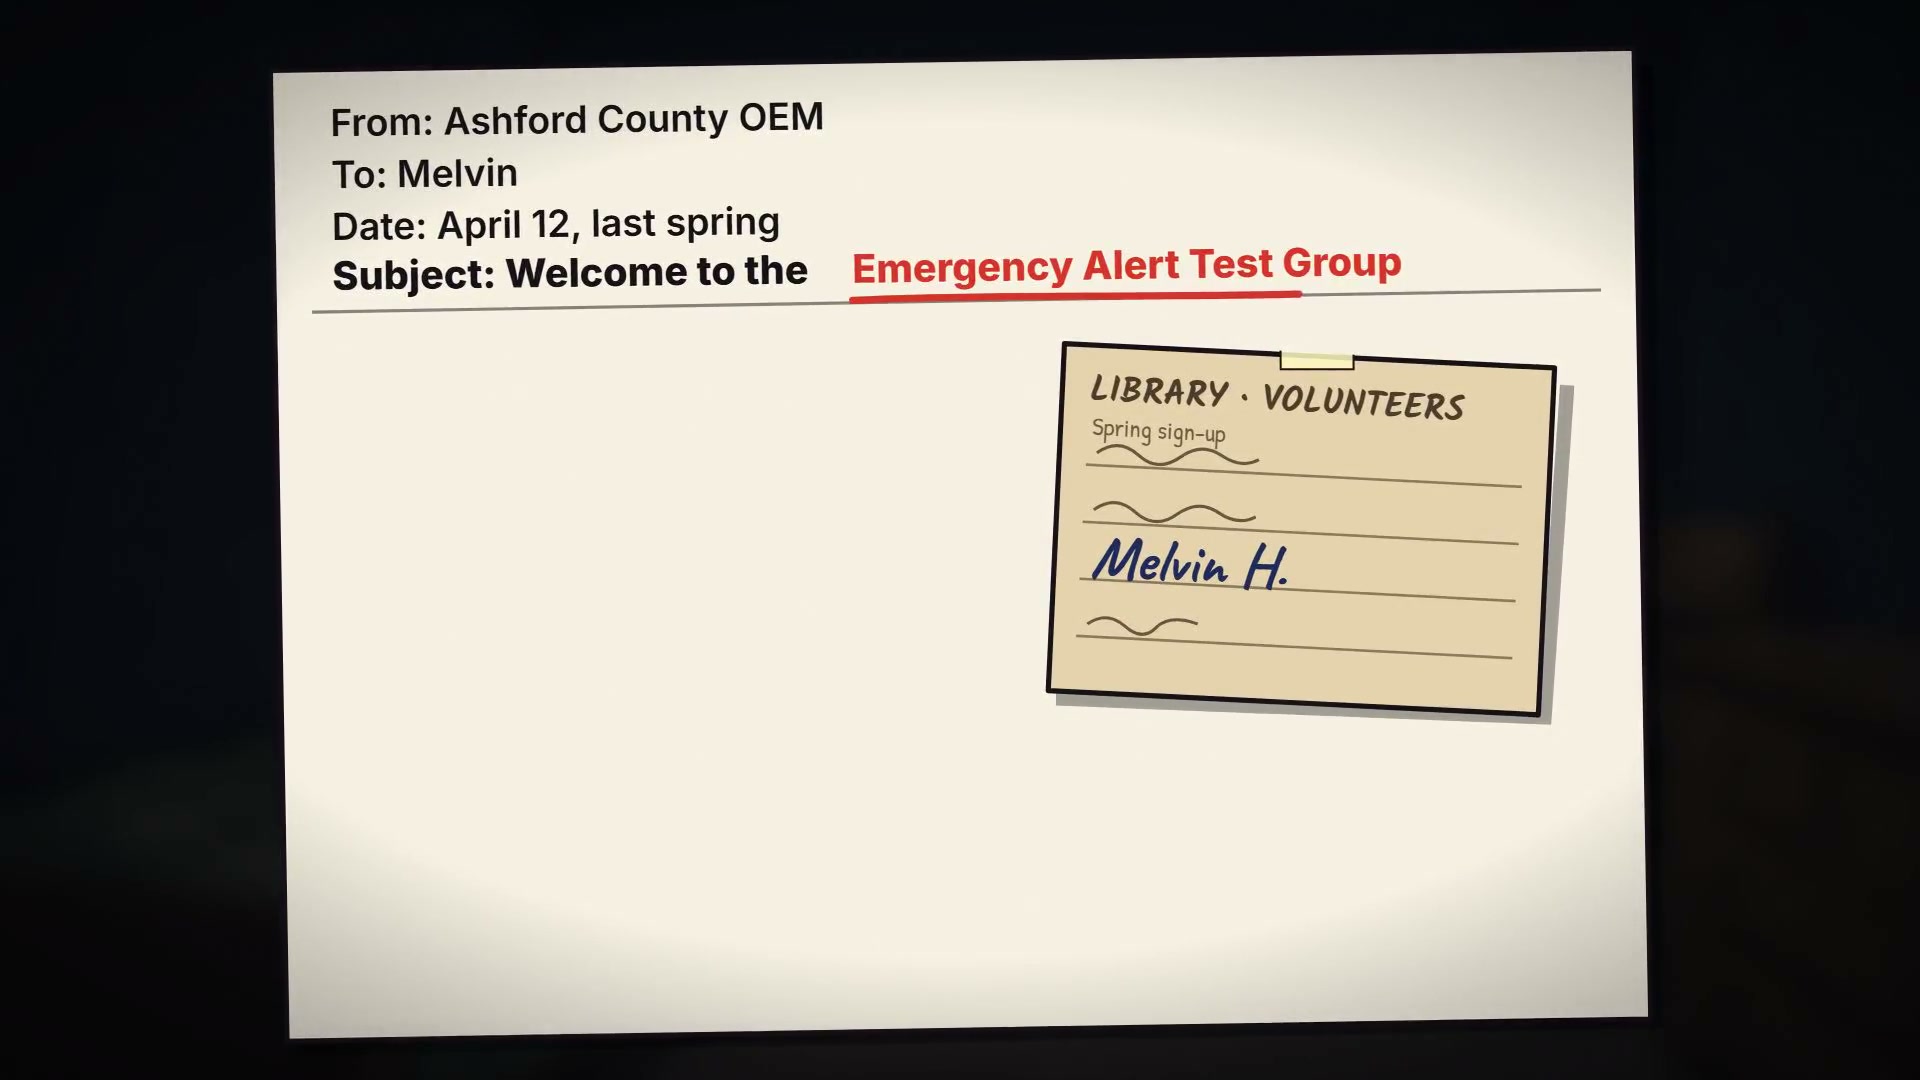 From: Ashford County OEM
To: Melvin
Date: April 12, last spring
Subject: Welcome to the Emergency Alert Test Group
LIBRARY · VOLUNTEERS
Spring sign-up
Melvin H.